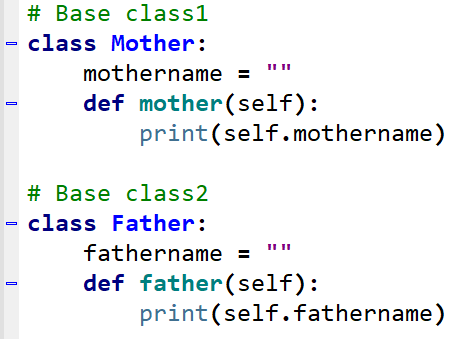 # Base class1
class Mother:
    mothername = ""
    def mother(self):
        print(self.mothername)

# Base class2
class Father:
    fathername = ""
    def father(self):
        print(self.fathername)